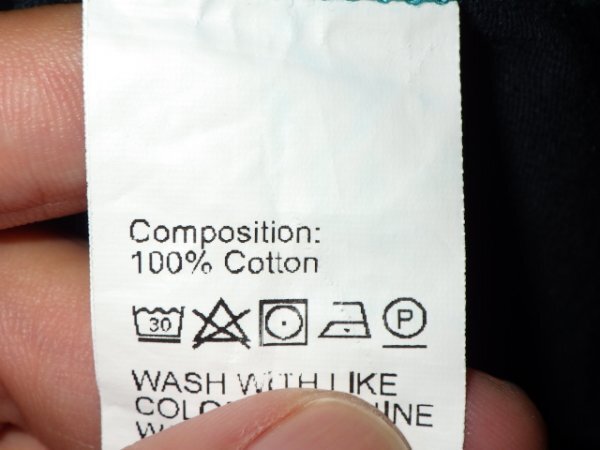 Composition:
100% Cotton
30
P
WASH WITH LIKE